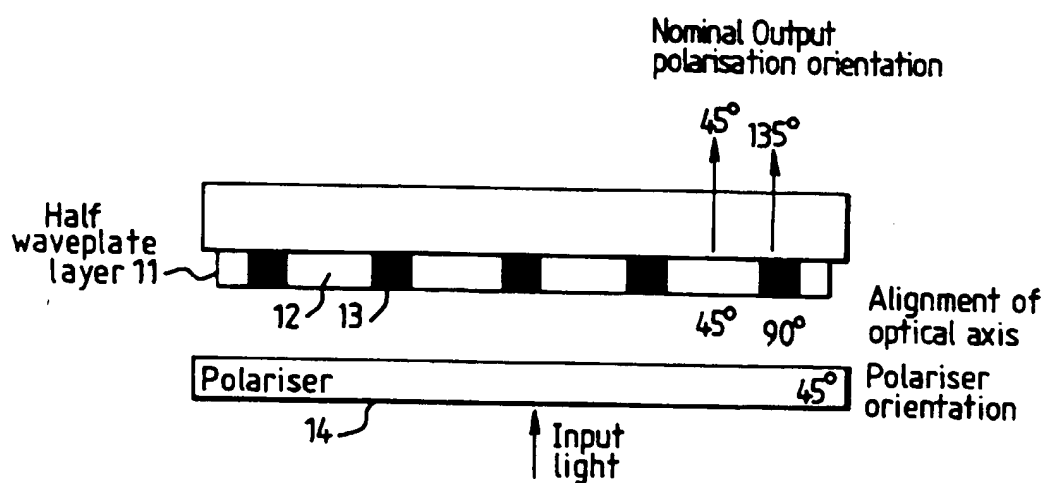 Nominal Output
polarisation orientation
45° 135°
Half
waveplate
layer 11
12 13 45° 90°
Alignment of
optical axis
Polariser 45°
Polariser
orientation
14
Input
light